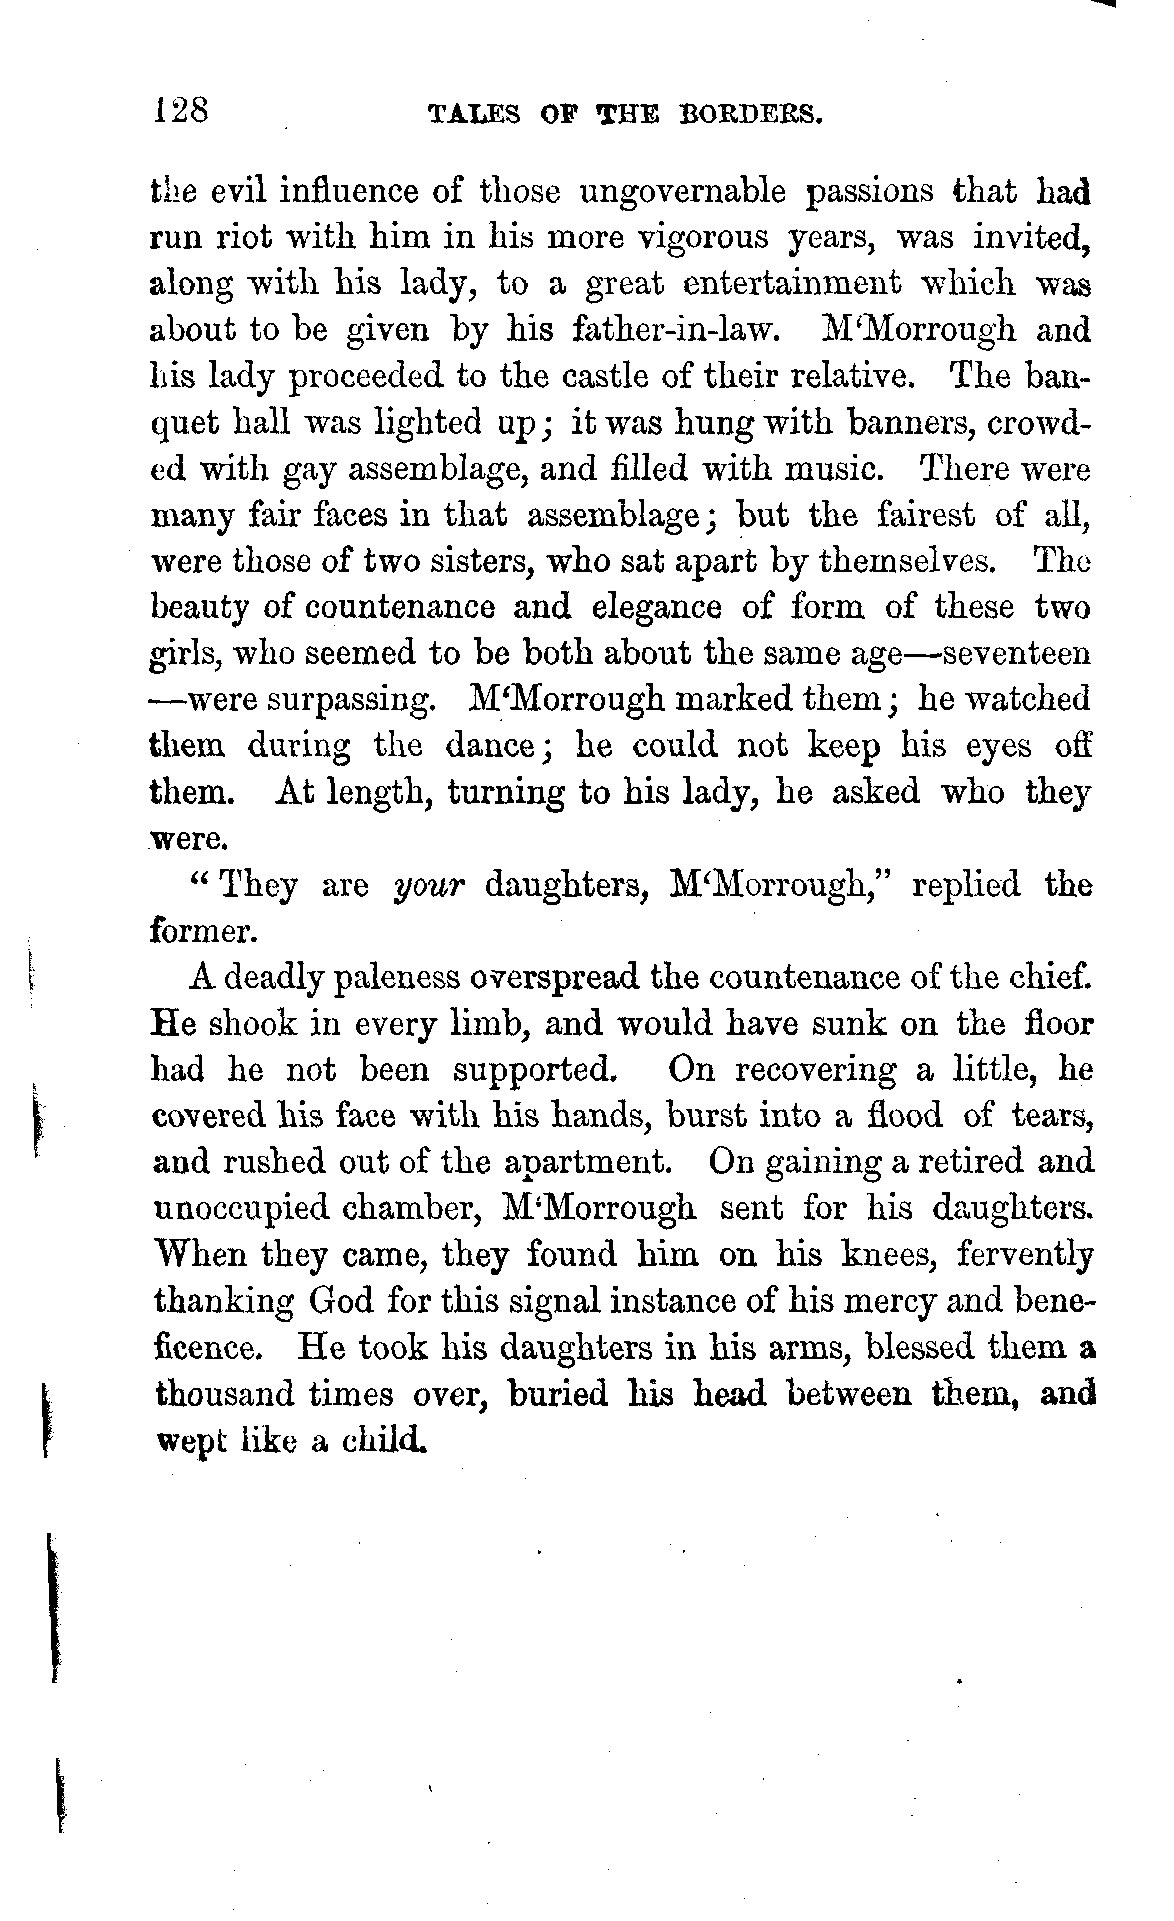 128 TALES OF THE BORDERS.
the evil influence of those ungovernable passions that had
run riot with him in his more vigorous years, was invited,
along with his lady, to a great entertainment which was
about to be given by his father-in-law. M‘Morrough and
his lady proceeded to the castle of their relative. The ban-
quet hall was lighted up; it was hung with banners, crowd-
ed with gay assemblage, and filled with music. There were
many fair faces in that assemblage; but the fairest of all,
were those of two sisters, who sat apart by themselves. The
beauty of countenance and elegance of form of these two
girls, who seemed to be both about the same age—seventeen
—were surpassing. M‘Morrough marked them; he watched
them during the dance; he could not keep his eyes off
them. At length, turning to his lady, he asked who they
were.
“They are your daughters, M‘Morrough,” replied the
former.
A deadly paleness overspread the countenance of the chief.
He shook in every limb, and would have sunk on the floor
had he not been supported. On recovering a little, he
covered his face with his hands, burst into a flood of tears,
and rushed out of the apartment. On gaining a retired and
unoccupied chamber, M‘Morrough sent for his daughters.
When they came, they found him on his knees, fervently
thanking God for this signal instance of his mercy and bene-
ficence. He took his daughters in his arms, blessed them a
thousand times over, buried his head between them, and
wept like a child.